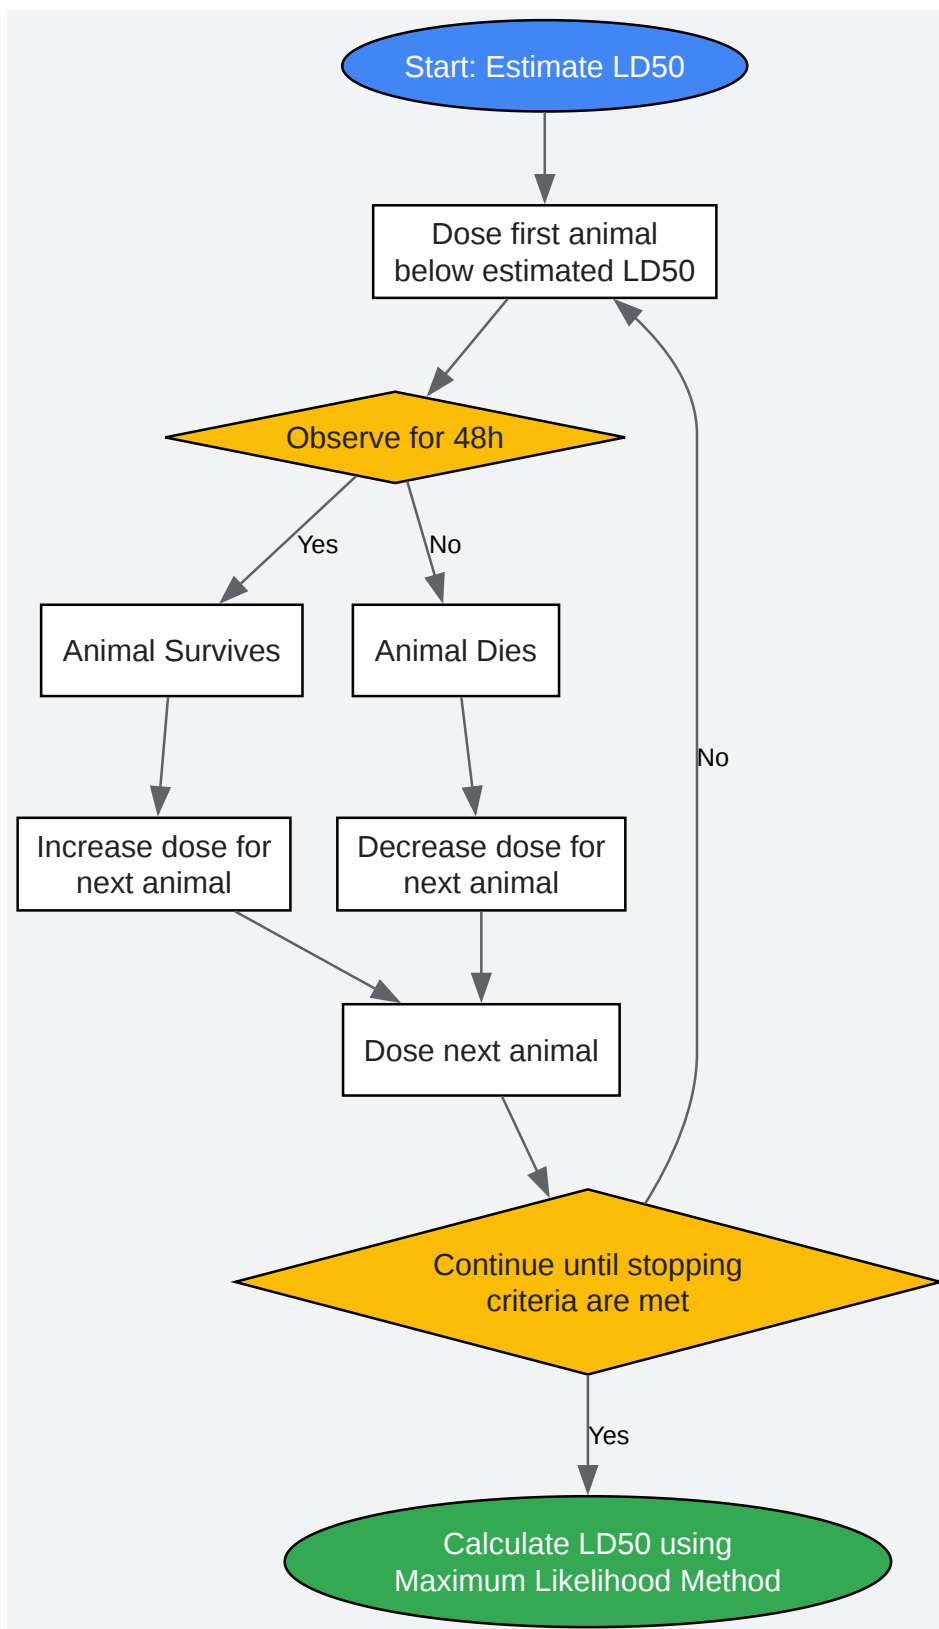 Start: Estimate LD50
Dose first animal
below estimated LD50
Observe for 48h
Yes
No
Animal Survives
Animal Dies
No
Increase dose for
next animal
Decrease dose for
next animal
Dose next animal
Continue until stopping
criteria are met
Yes
Calculate LD50 using
Maximum Likelihood Method